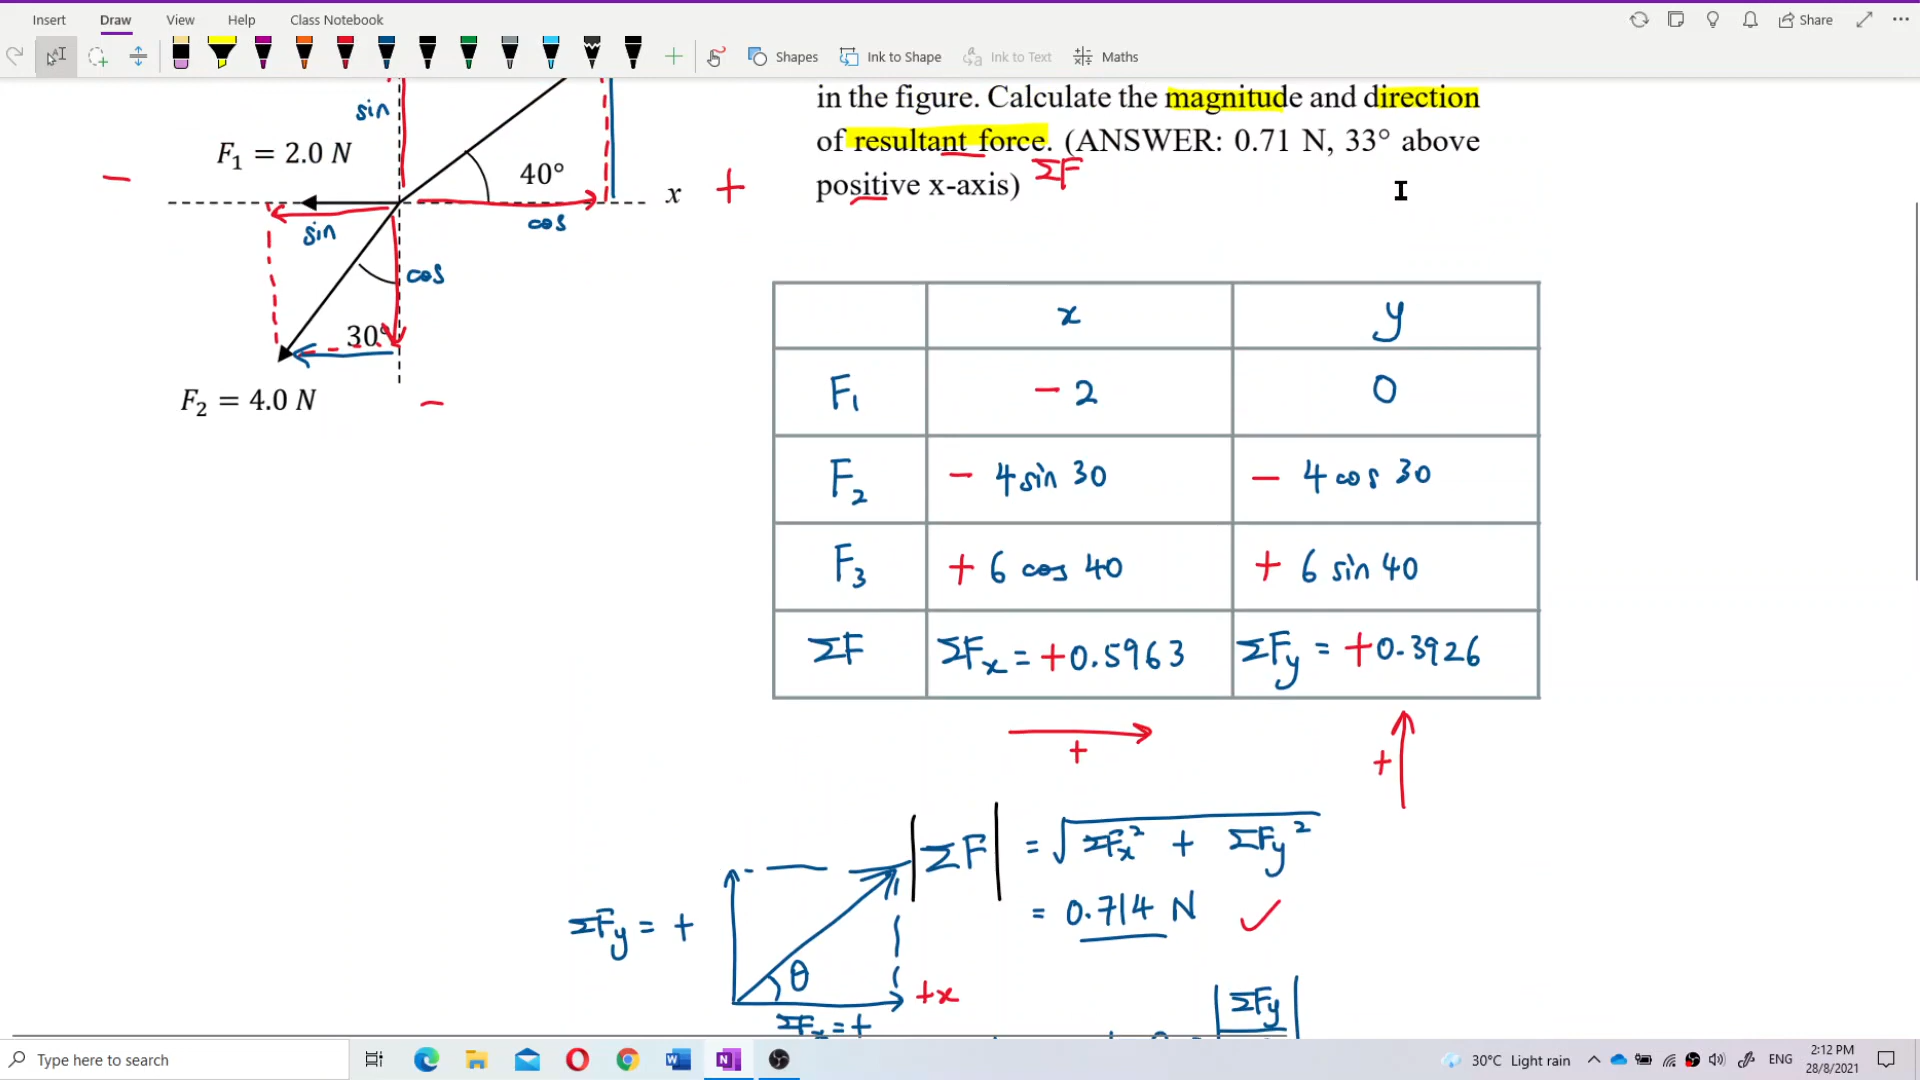 Insert Draw View Help Class Notebook Share
Shapes Ink to Shape Ink to Text Maths
in the figure. Calculate the magnitude and direction
of resultant force. (ANSWER: 0.71 N, 33° above
positive x-axis) ΣF
sin
F₁ = 2.0 N
40°
− x +
sin cos
cos
30°
F₂ = 4.0 N −
x y
F₁ − 2 0
F₂ − 4 sin 30 − 4 cos 30
F₃ + 6 cos 40 + 6 sin 40
ΣF ΣFx = +0.5963 ΣFy = +0.3926
+ +
|ΣF| = √ΣFx² + ΣFy²
= 0.714 N ✓
ΣFy = +
θ
+x
ΣFx = +
|ΣFy|
Type here to search
30°C Light rain ENG 2:12 PM
28/8/2021